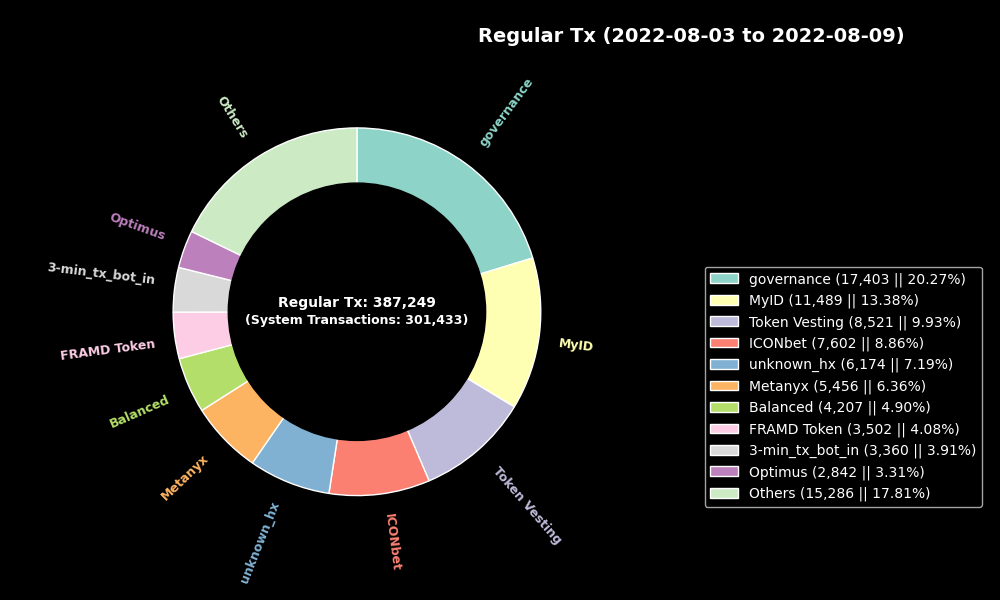 Regular Tx (2022-08-03 to 2022-08-09)
governance
Others
Optimus
3-min_tx_bot_in
FRAMD Token
Balanced
Metanyx
unknown_hx
ICONbet
Token Vesting
MyID
Regular Tx: 387,249
(System Transactions: 301,433)
governance (17,403 || 20.27%)
MyID (11,489 || 13.38%)
Token Vesting (8,521 || 9.93%)
ICONbet (7,602 || 8.86%)
unknown_hx (6,174 || 7.19%)
Metanyx (5,456 || 6.36%)
Balanced (4,207 || 4.90%)
FRAMD Token (3,502 || 4.08%)
3-min_tx_bot_in (3,360 || 3.91%)
Optimus (2,842 || 3.31%)
Others (15,286 || 17.81%)